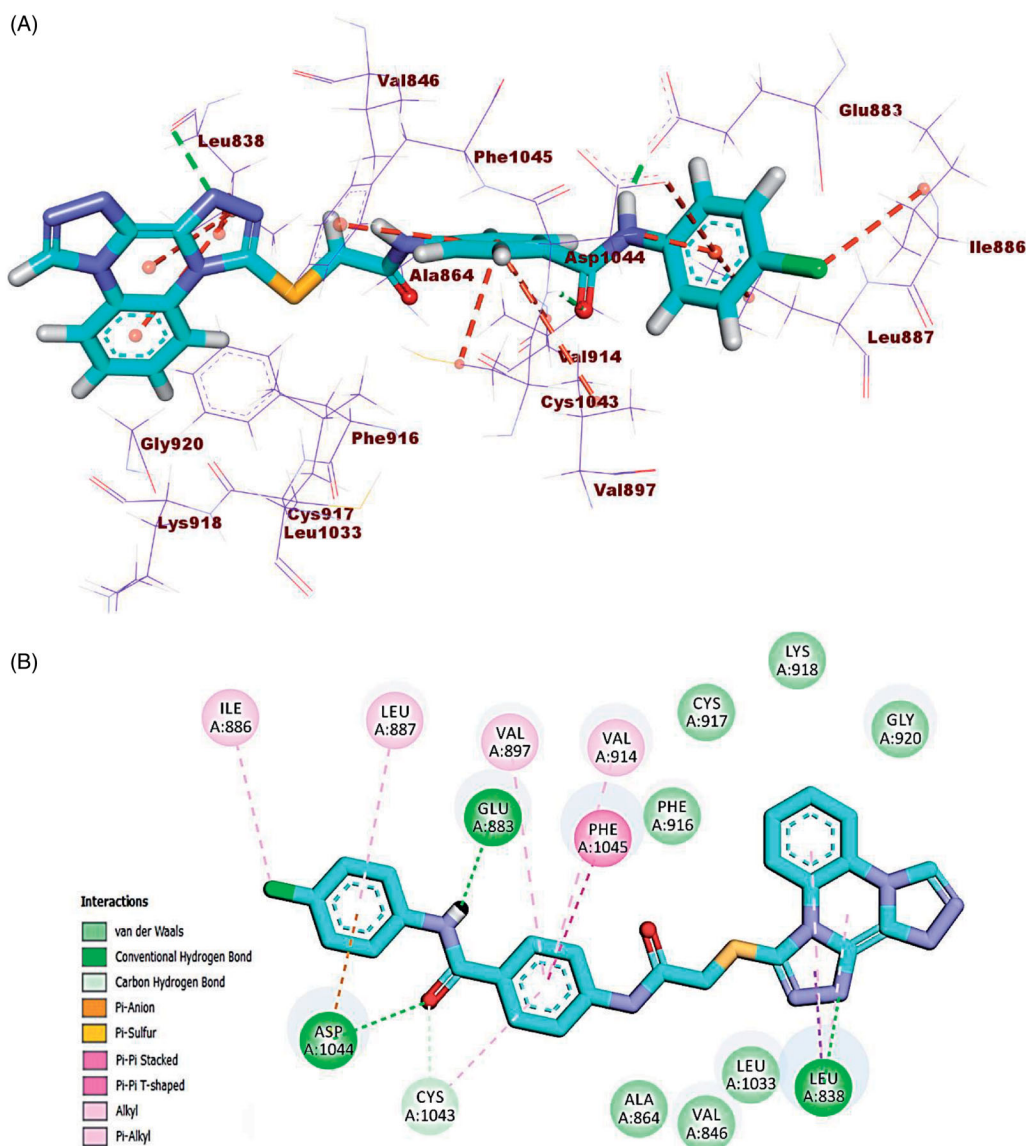 (A)
Val846
Glu883
Leu838
Phe1045
Ile886
Asp1044
Ala864
Leu887
Val914
Cys1043
Phe916
Gly920
Val897
Cys917
Lys918
Leu1033
(B)
LYS
A:918
ILE
A:886
LEU
A:887
CYS
A:917
GLY
A:920
VAL
A:897
VAL
A:914
GLU
A:883
PHE
A:916
PHE
A:1045
Interactions
van der Waals
Conventional Hydrogen Bond
Carbon Hydrogen Bond
Pi-Anion
Pi-Sulfur
Pi-Pi Stacked
Pi-Pi T-shaped
Alkyl
Pi-Alkyl
ASP
A:1044
CYS
A:1043
ALA
A:864
VAL
A:846
LEU
A:1033
LEU
A:838